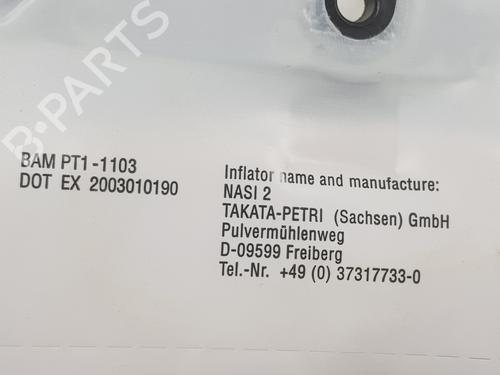 B-PARTS
BAM PT1-1103
DOT EX 2003010190
Inflator name and manufacture:
NASI 2
TAKATA-PETRI (Sachsen) GmbH
Pulvermühlenweg
D-09599 Freiberg
Tel.-Nr. +49 (0) 37317733-0